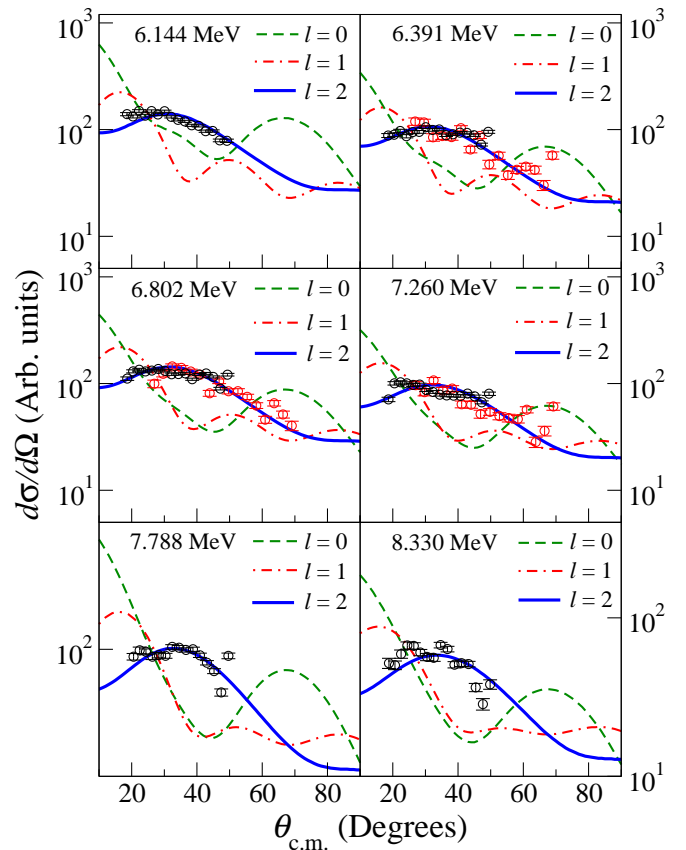 10³ 6.144 MeV l = 0 6.391 MeV l = 0 10³
l = 1 l = 1
l = 2 l = 2
10² 10²
10¹ 10¹
10³ 6.802 MeV l = 0 7.260 MeV l = 0 10³
l = 1 l = 1
l = 2 l = 2
10² 10²
10¹ 10¹
7.788 MeV l = 0 8.330 MeV l = 0
l = 1 l = 1
l = 2 l = 2
10² 10²
10¹
20 40 60 80 20 40 60 80
θc.m. (Degrees)
dσ/dΩ (Arb. units)